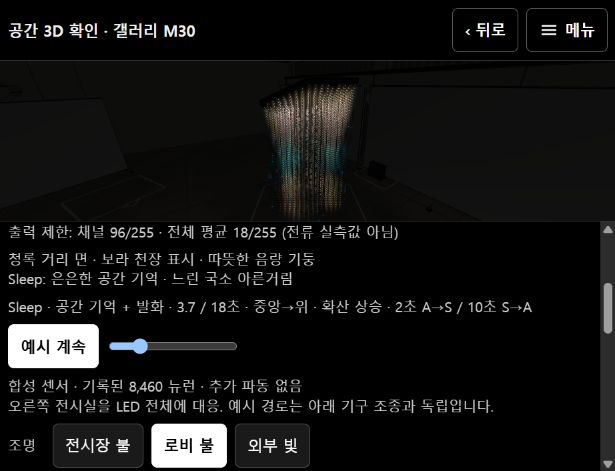 공간 3D 확인 · 갤러리 M30
‹ 뒤로
☰ 메뉴
출력 제한: 채널 96/255 · 전체 평균 18/255 (전류 실측값 아님)
청록 거리 면 · 보라 천장 표시 · 따뜻한 음량 기둥
Sleep: 은은한 공간 기억 · 느린 국소 아른거림
Sleep · 공간 기억 + 발화 · 3.7 / 18초 · 중앙→위 · 확산 상승 · 2초 A→S / 10초 S→A
예시 계속
합성 센서 · 기록된 8,460 뉴런 · 추가 파동 없음
오른쪽 전시실을 LED 전체에 대응. 예시 경로는 아래 기구 조종과 독립입니다.
조명
전시장 불
로비 불
외부 빛